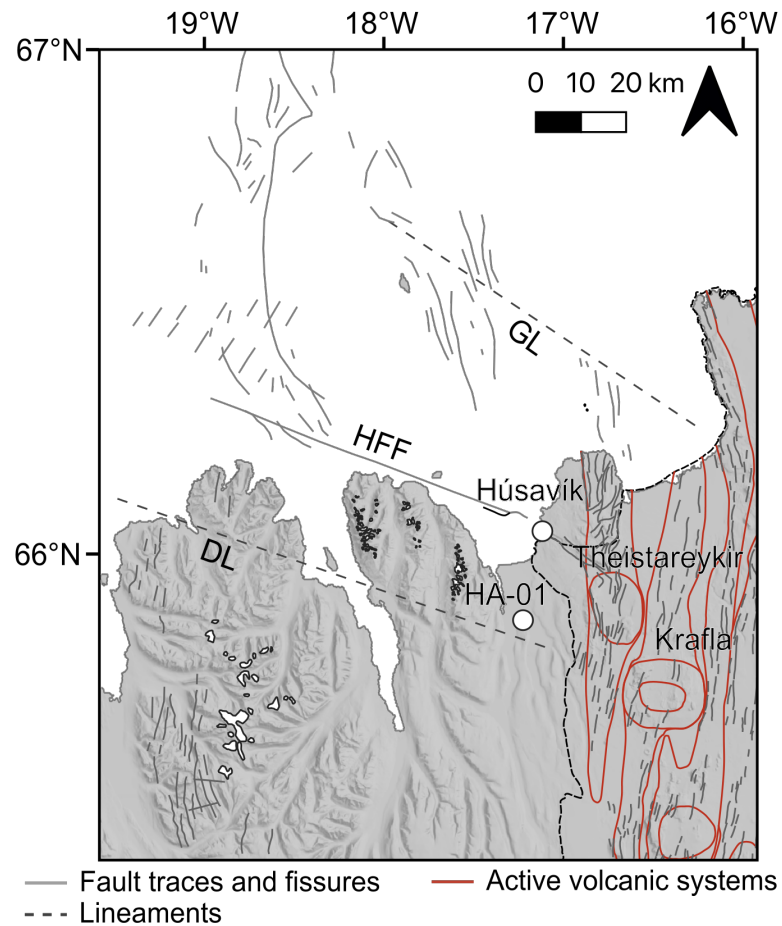 19°W 18°W 17°W 16°W
67°N
0 10 20 km
GL
HFF
Húsavík
66°N
DL
Theistareykir
HA-01
Krafla
Fault traces and fissures
Active volcanic systems
Lineaments